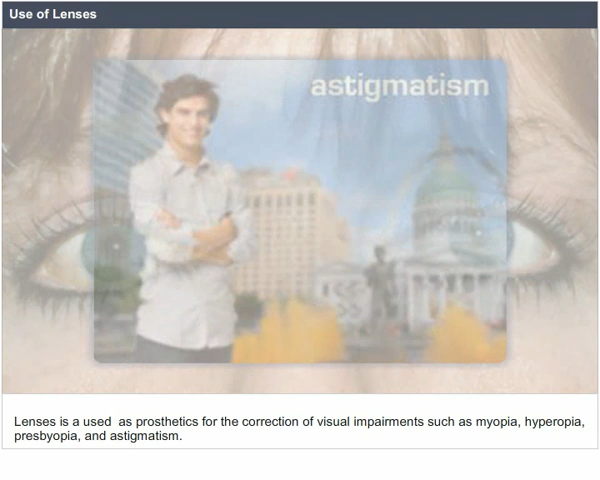 Use of Lenses
astigmatism
Lenses is a used  as prosthetics for the correction of visual impairments such as myopia, hyperopia,
presbyopia, and astigmatism.